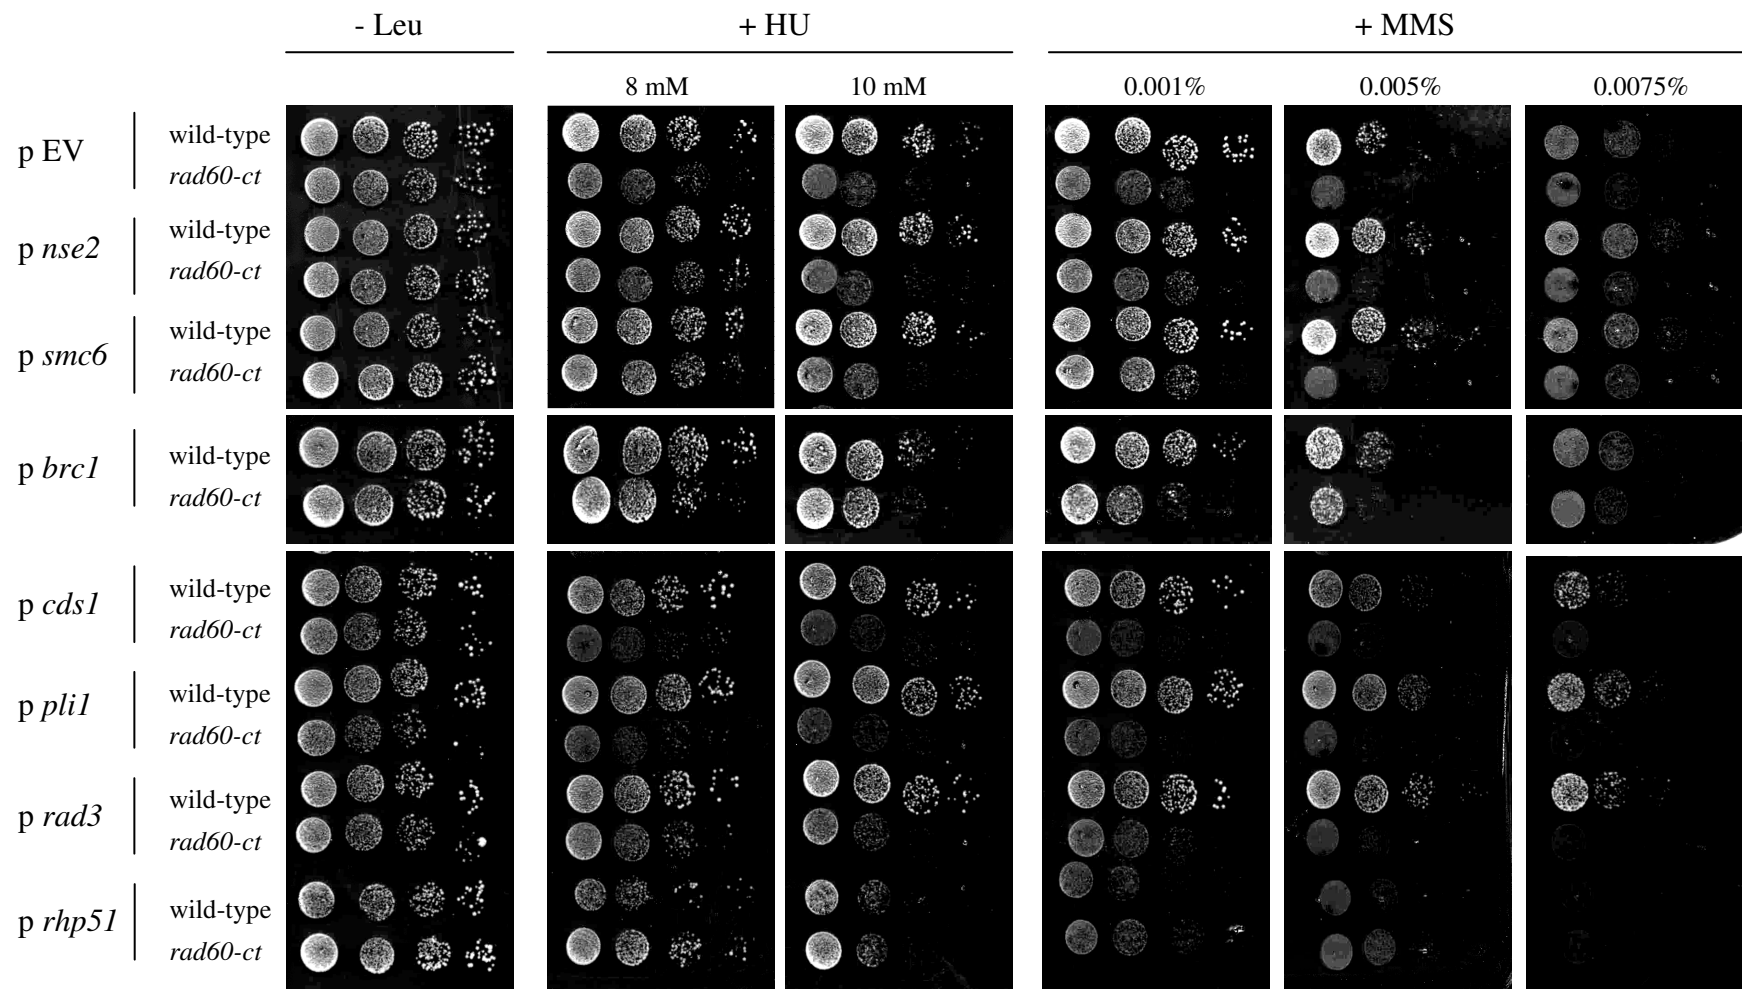 - Leu + HU + MMS
8 mM 10 mM 0.001% 0.005% 0.0075%
p EV wild-type
rad60-ct
p nse2 wild-type
rad60-ct
p smc6 wild-type
rad60-ct
p brc1 wild-type
rad60-ct
p cds1 wild-type
rad60-ct
p pli1 wild-type
rad60-ct
p rad3 wild-type
rad60-ct
p rhp51 wild-type
rad60-ct